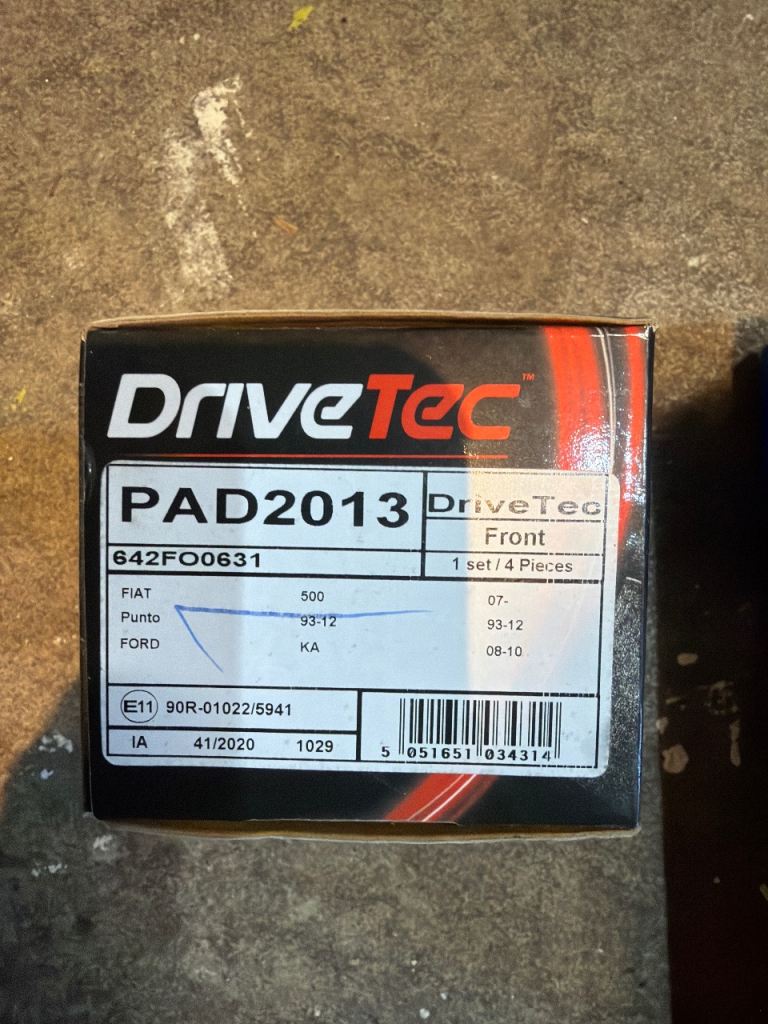 DriveTec™
PAD2013
DriveTec
Front
642FO0631
1 set / 4 Pieces
FIAT 500 07-
Punto 93-12 93-12
FORD KA 08-10
E11 90R-01022/5941
IA 41/2020 1029
5 051651 034314